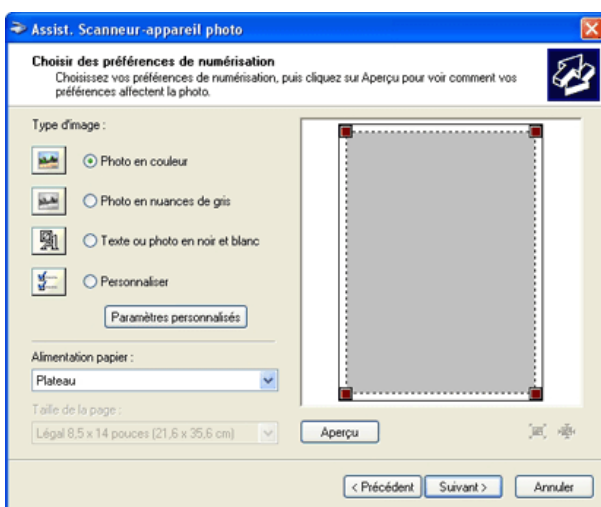 Assist. Scanneur-appareil photo
Choisir des préférences de numérisation
Choisissez vos préférences de numérisation, puis cliquez sur Aperçu pour voir comment vos
préférences affectent la photo.
Type d'image :
Photo en couleur
Photo en nuances de gris
Texte ou photo en noir et blanc
Personnaliser
Paramètres personnalisés
Alimentation papier :
Plateau
Taille de la page :
Légal 8,5 x 14 pouces (21,6 x 35,6 cm)
Aperçu
< Précédent
Suivant >
Annuler